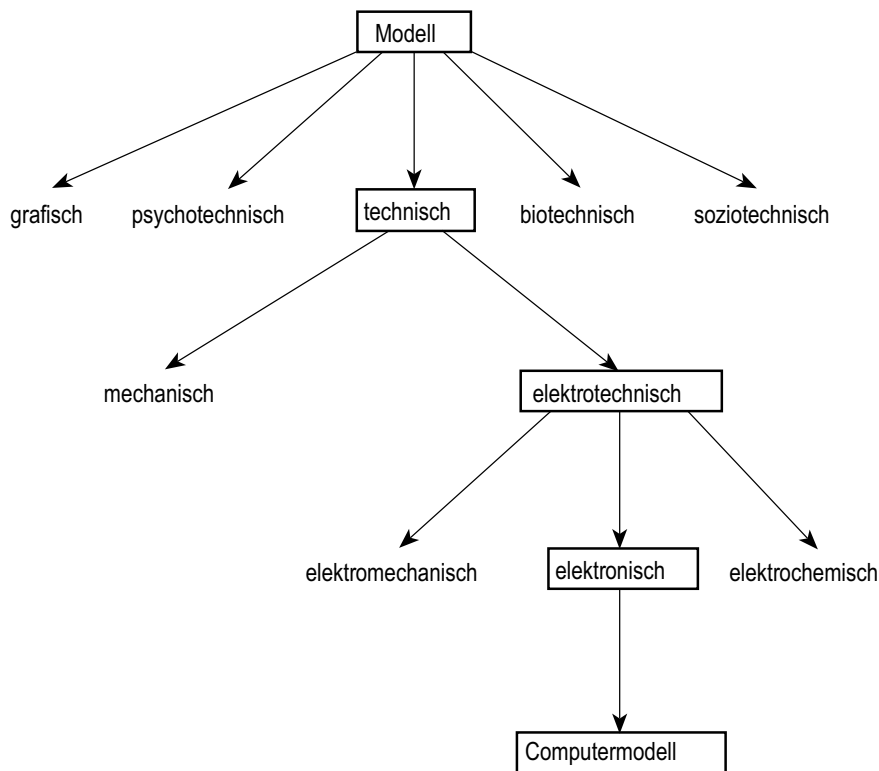 Modell
grafisch
psychotechnisch
technisch
biotechnisch
soziotechnisch
mechanisch
elektrotechnisch
elektromechanisch
elektronisch
elektrochemisch
Computermodell